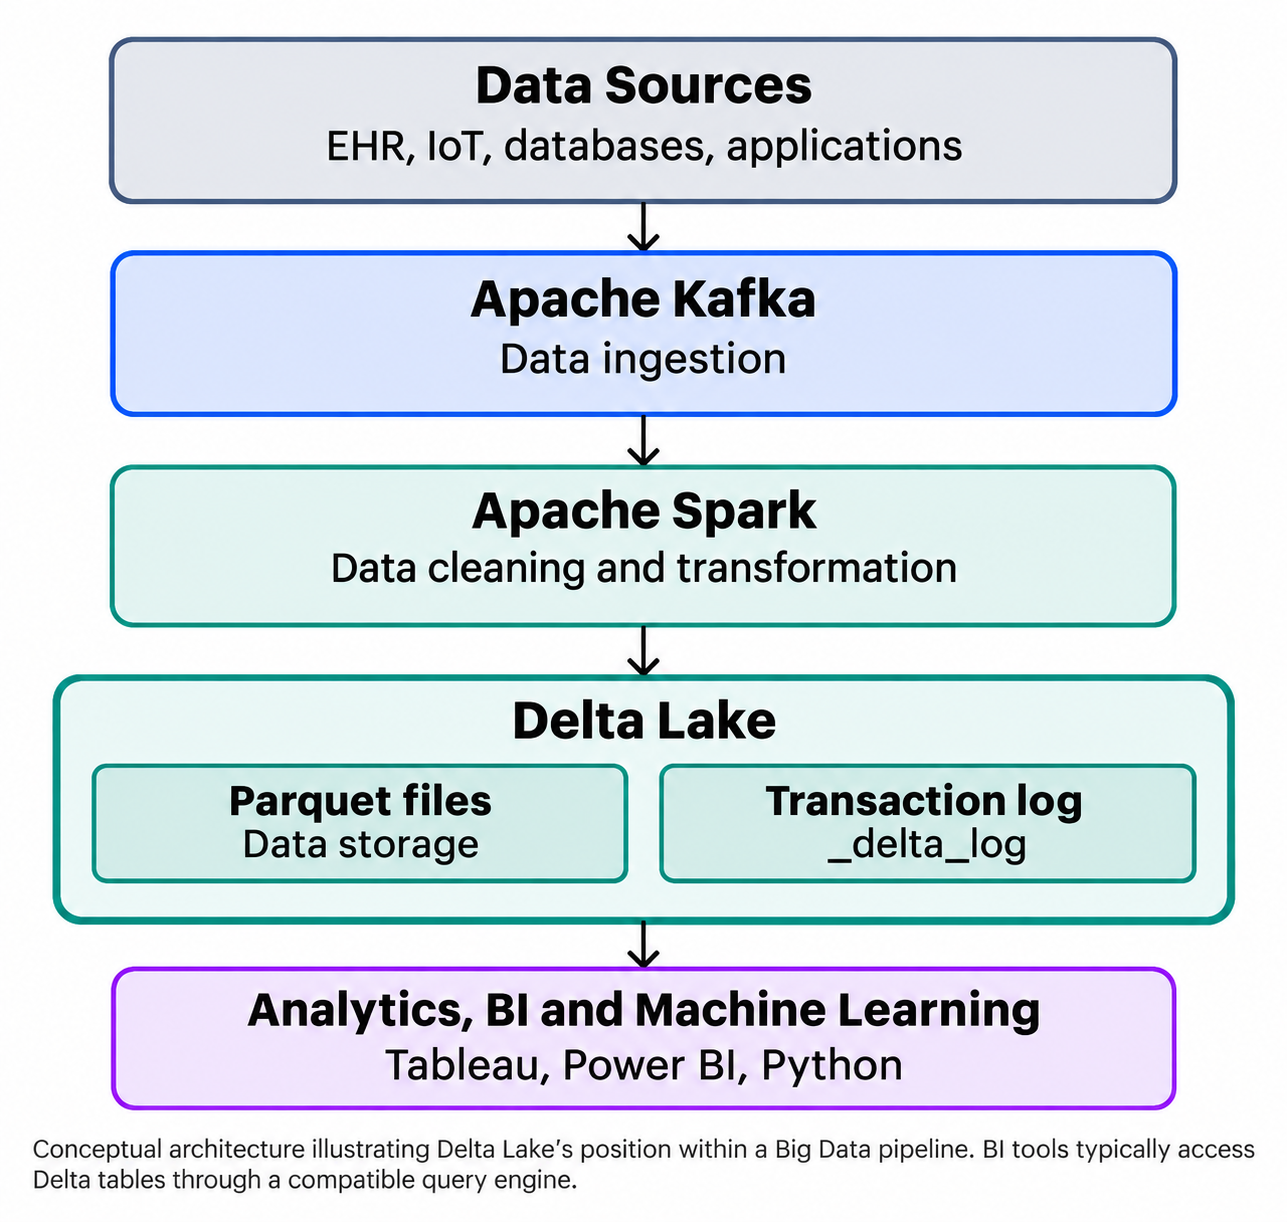 Data Sources
EHR, IoT, databases, applications
Apache Kafka
Data ingestion
Apache Spark
Data cleaning and transformation
Delta Lake
Parquet files
Data storage
Transaction log
_delta_log
Analytics, BI and Machine Learning
Tableau, Power BI, Python
Conceptual architecture illustrating Delta Lake’s position within a Big Data pipeline. BI tools typically access
Delta tables through a compatible query engine.